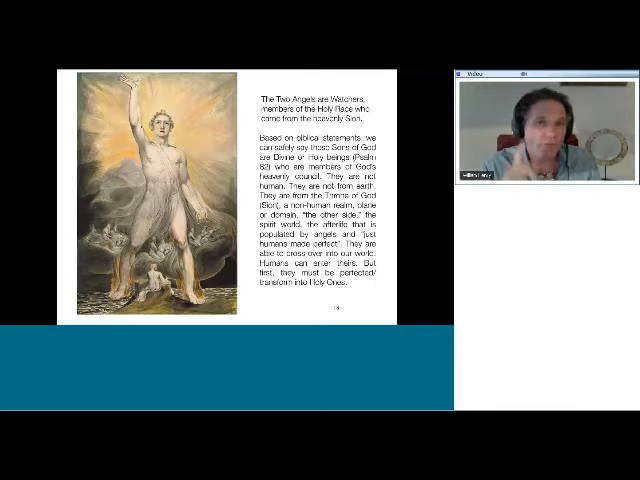 Video
The Two Angels are Watchers,
members of the Holy Race who
came from the heavenly Sion.
Based on biblical statements, we
can safely say these Sons of God
are Divine or Holy beings (Psalm
82) who are members of God's
heavenly council. They are not
human. They are not from earth.
They are from the Throne of God
(Sion), a non-human realm, plane
or domain, "the other side," the
spirit world, the afterlife that is
populated by angels and "just
humans made perfect". They are
able to cross over into our world.
Humans can enter theirs. But
first, they must be perfected/
transform into Holy Ones.
William Henry